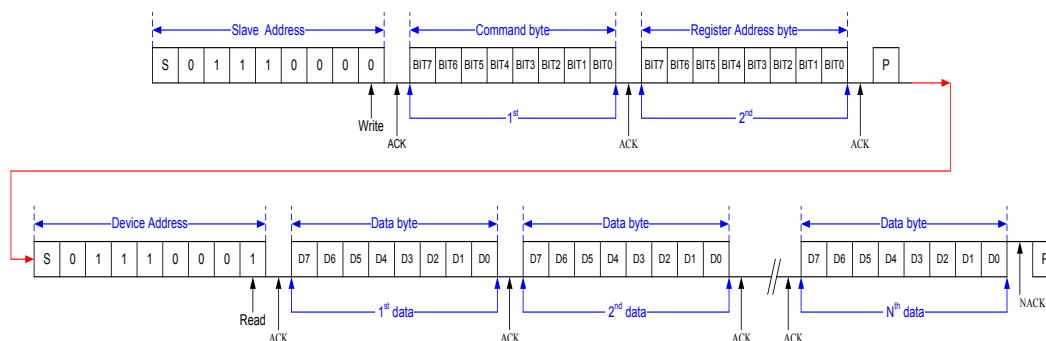 Slave Address Command byte Register Address byte
S 0 1 1 1 0 0 0 0 BIT7 BIT6 BIT5 BIT4 BIT3 BIT2 BIT1 BIT0 BIT7 BIT6 BIT5 BIT4 BIT3 BIT2 BIT1 BIT0 P
1st 2nd
Write ACK ACK ACK
Device Address Data byte Data byte Data byte
S 0 1 1 1 0 0 0 1 D7 D6 D5 D4 D3 D2 D1 D0 D7 D6 D5 D4 D3 D2 D1 D0 // D7 D6 D5 D4 D3 D2 D1 D0 P
1st data 2nd data Nth data NACK
Read ACK ACK ACK ACK